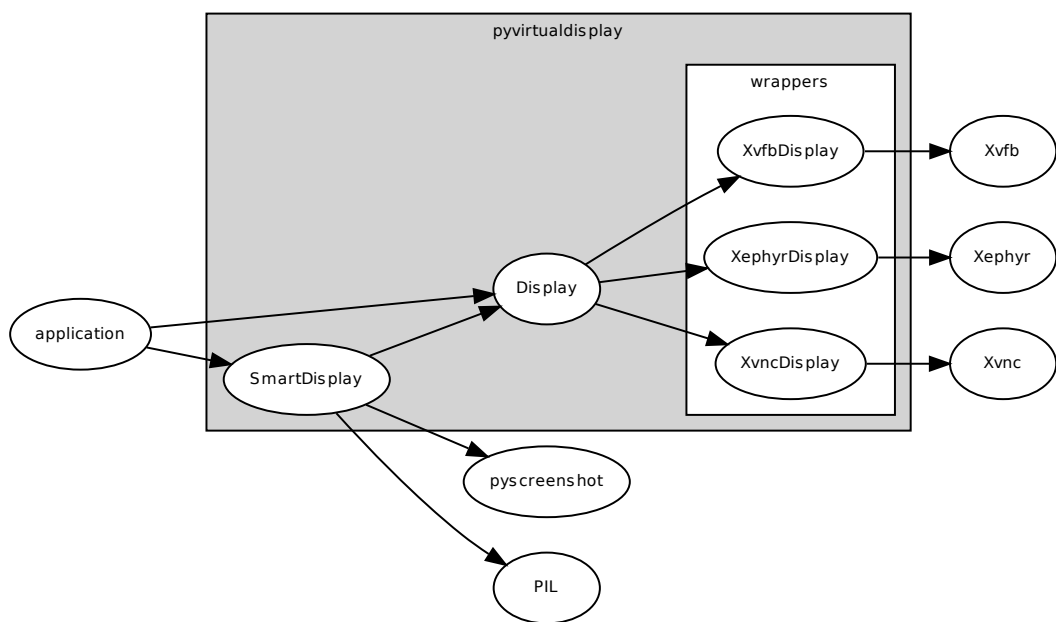 pyvirtualdisplay
wrappers
XvfbDisplay
Xvfb
XephyrDisplay
Xephyr
Display
application
XvncDisplay
Xvnc
SmartDisplay
pyscreenshot
PIL